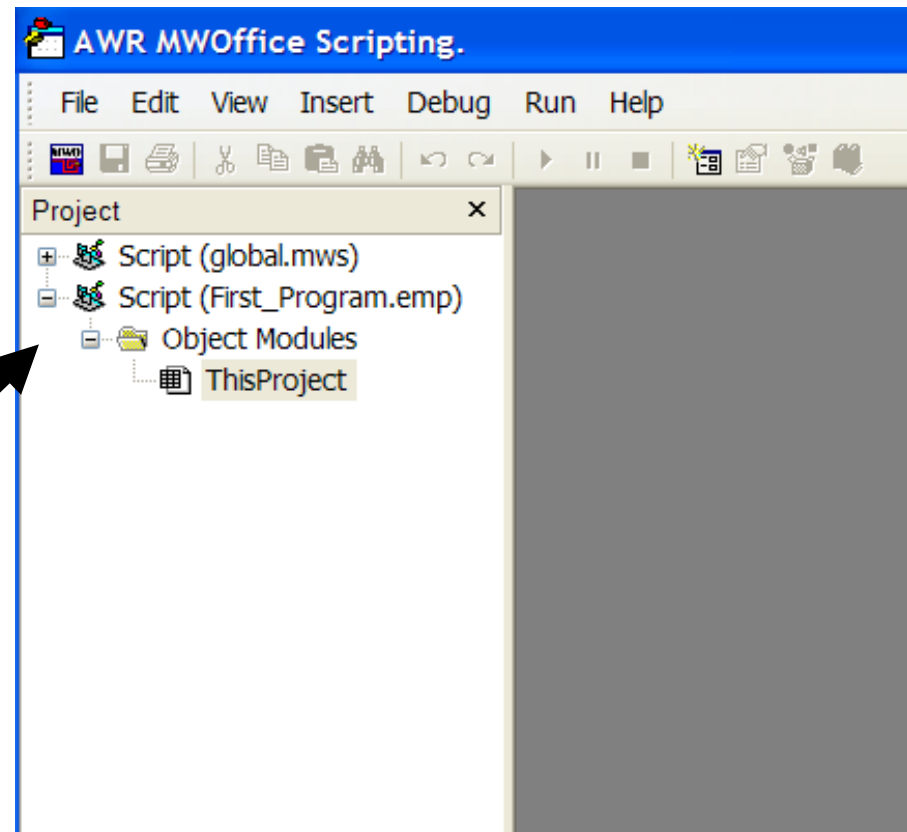 AWR MWOffice Scripting.
File Edit View Insert Debug Run Help
Project
Script (global.mws)
Script (First_Program.emp)
Object Modules
ThisProject